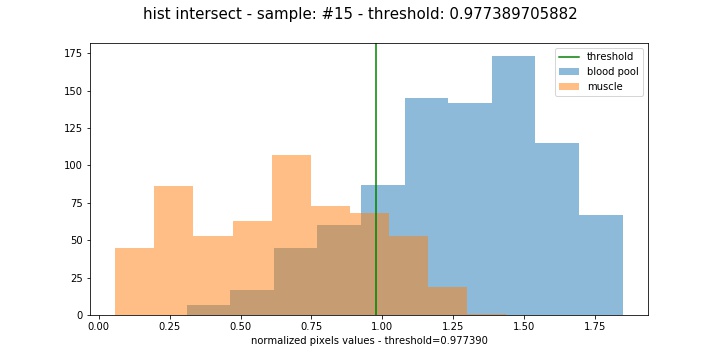 hist intersect - sample: #15 - threshold: 0.977389705882
175
150
125
100
75
50
25
0
threshold
blood pool
muscle
0.00 0.25 0.50 0.75 1.00 1.25 1.50 1.75
normalized pixels values - threshold=0.977390